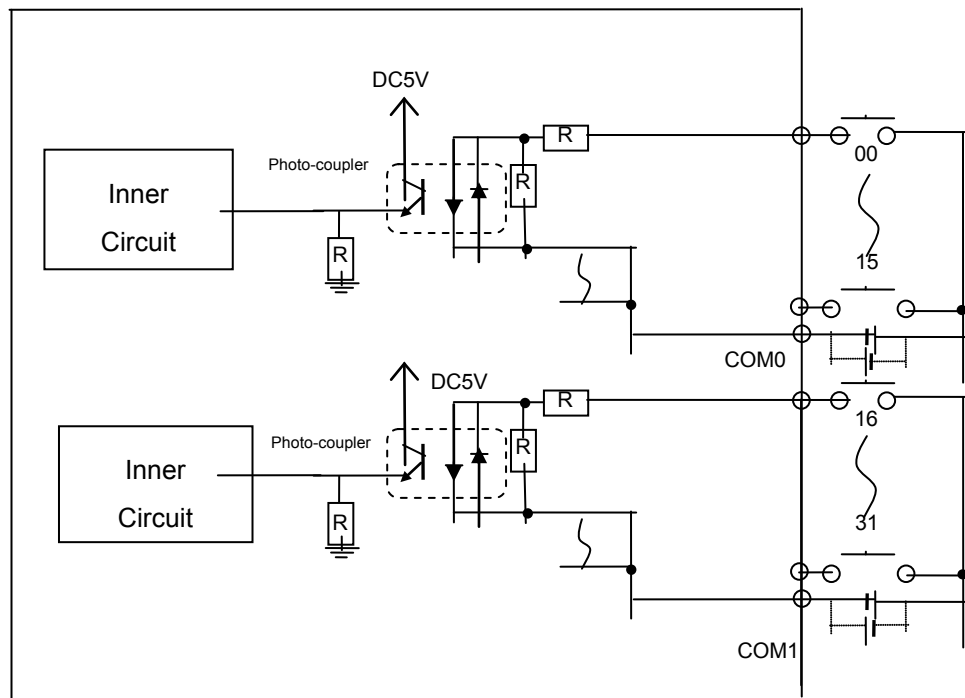 DC5V
R
00
Photo-coupler
R
Inner
Circuit
R
15
COM0
DC5V
R
16
Photo-coupler
R
Inner
Circuit
R
31
COM1